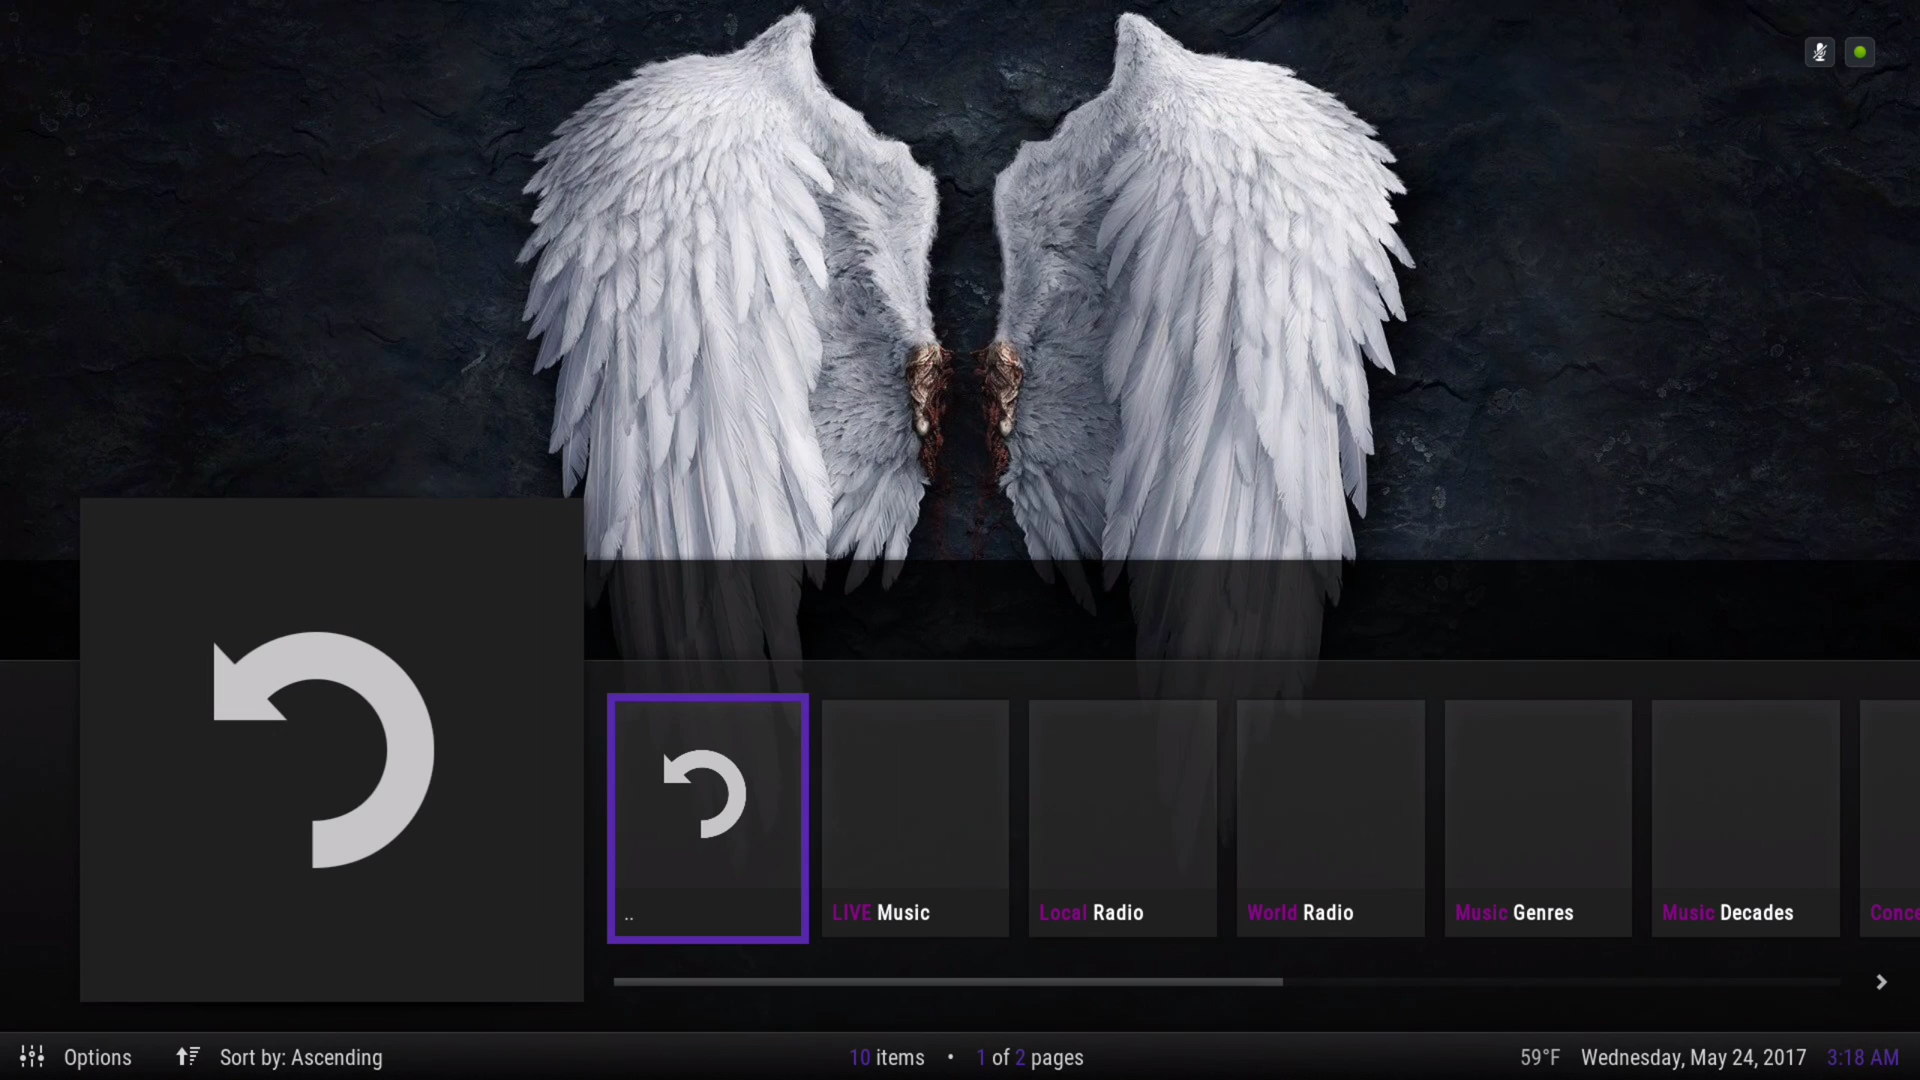 ..
LIVE Music
Local Radio
World Radio
Music Genres
Music Decades
Conce
Options
Sort by: Ascending
10 items • 1 of 2 pages
59°F Wednesday, May 24, 2017 3:18 AM